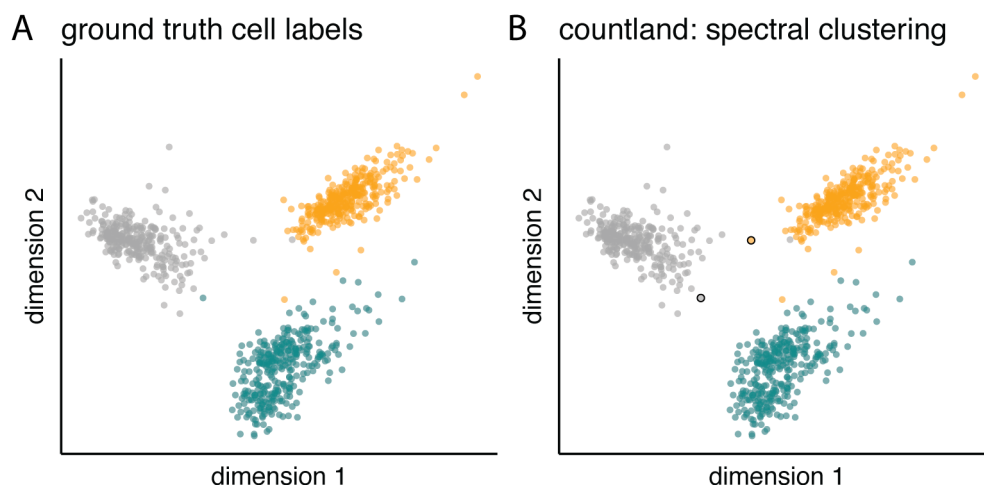 A ground truth cell labels
B countland: spectral clustering
dimension 2
dimension 1
dimension 2
dimension 1